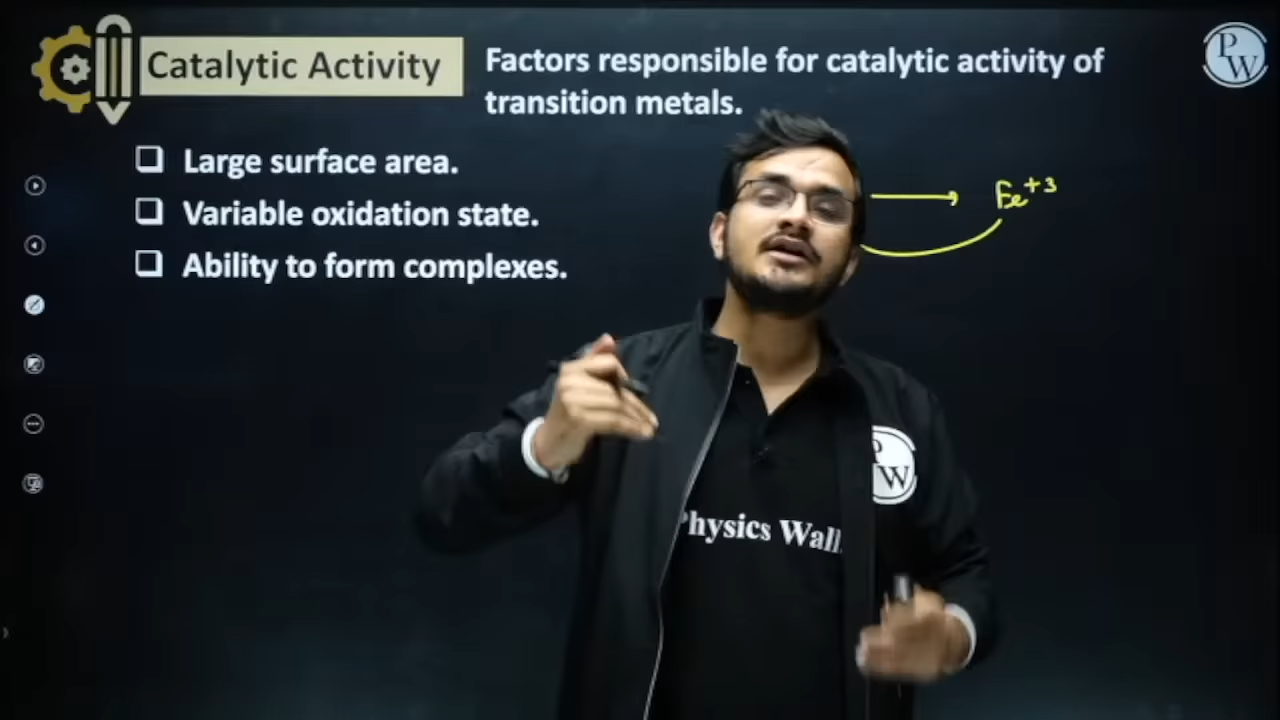 Catalytic Activity
Factors responsible for catalytic activity of
transition metals.
❑ Large surface area.
❑ Variable oxidation state.
❑ Ability to form complexes.
Fe+3
PW
P
W
Physics Wall